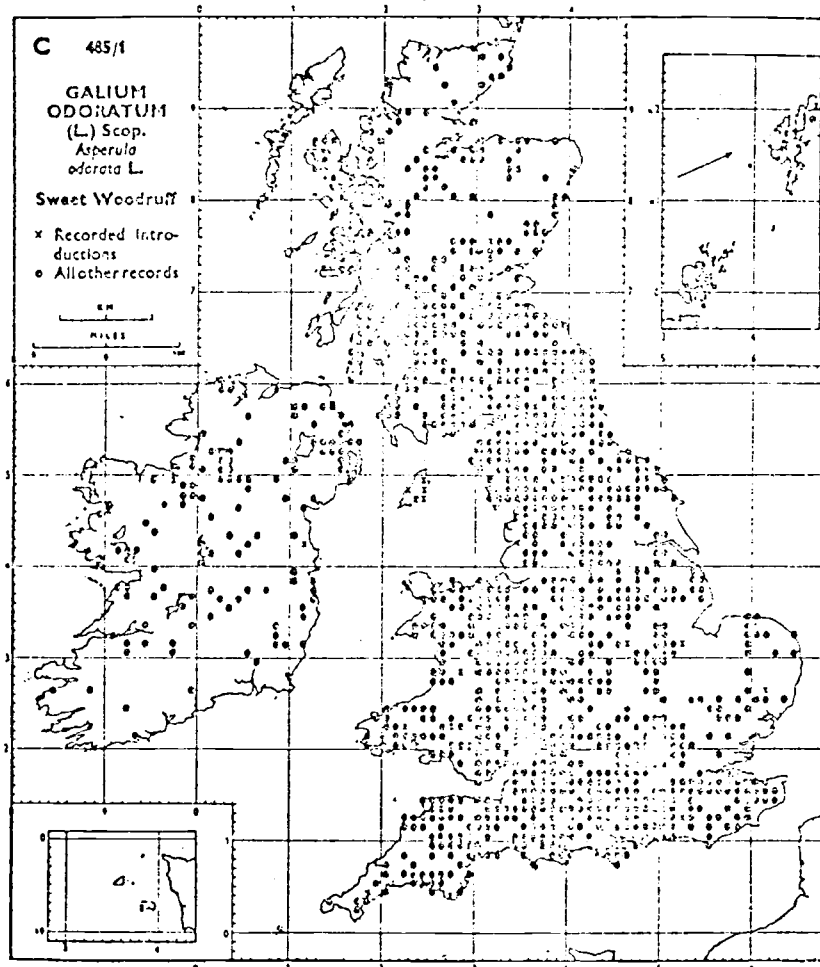 C 485/1
GALIUM
ODORATUM
(L.) Scop.
Asperula
odorata L.
Sweet Woodruff
x Recorded Intro-
ductions
● All other records
KM
MILES